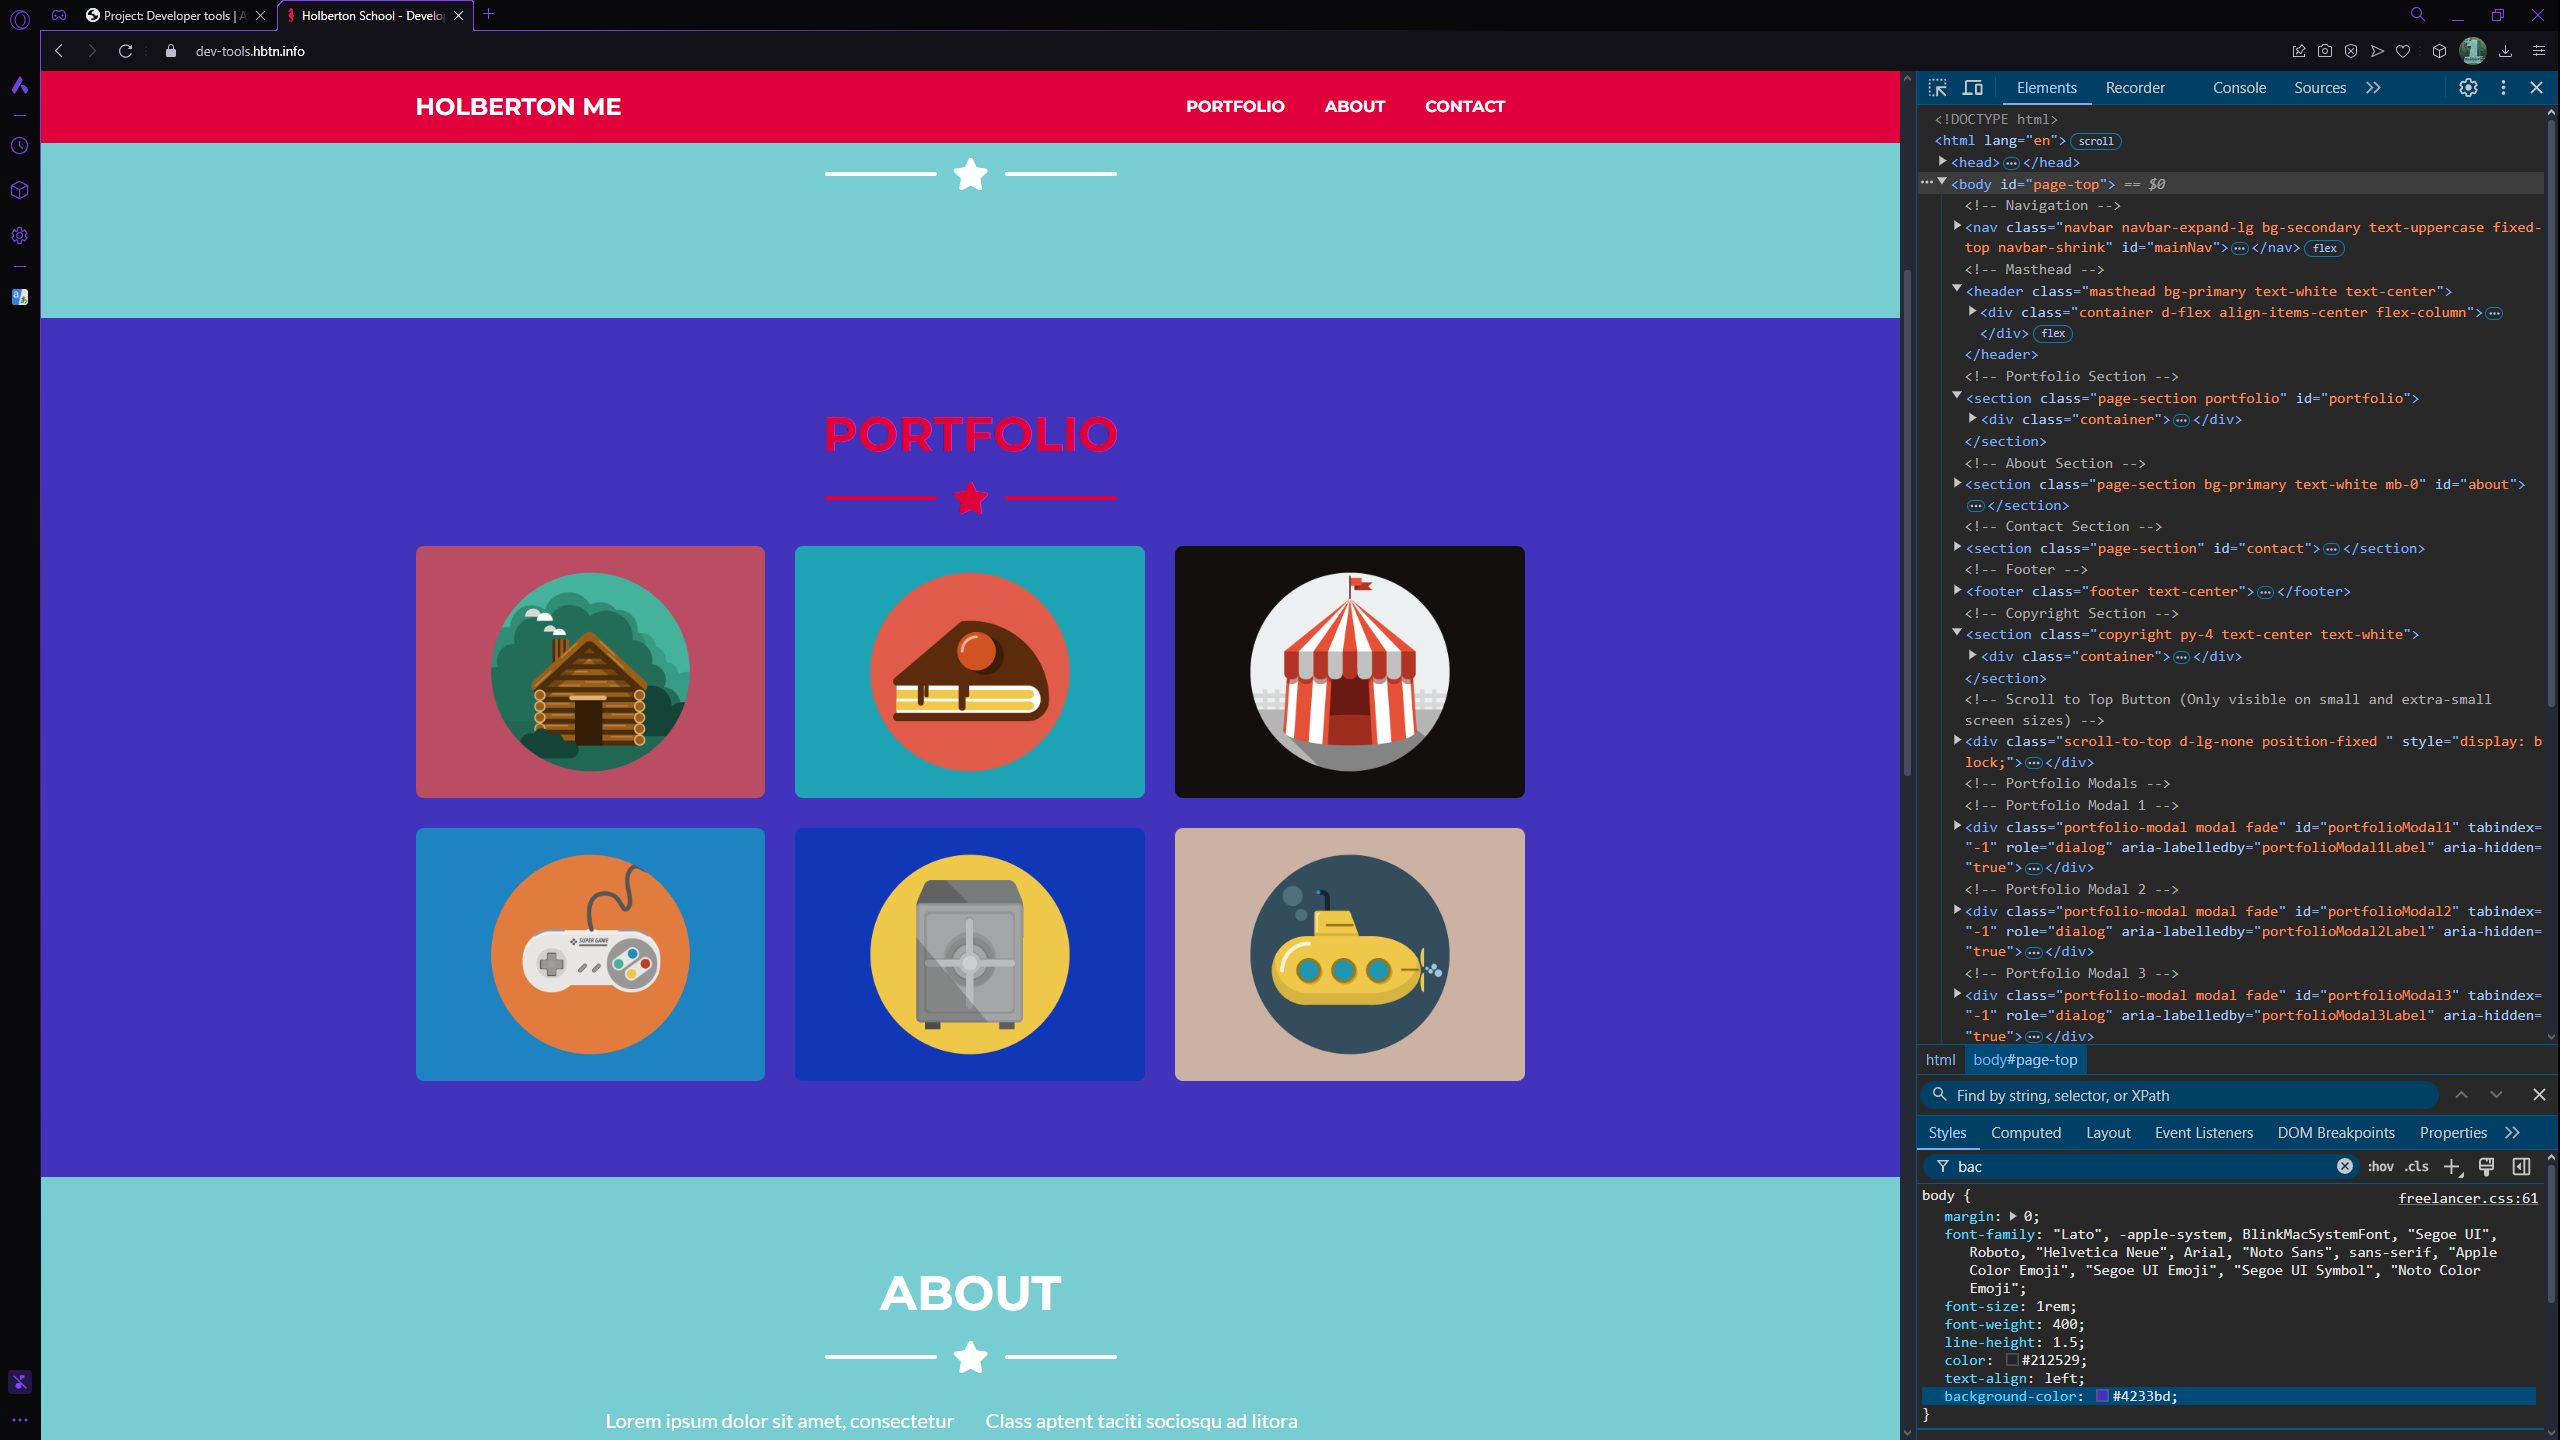 Project: Developer tools | A
Holberton School - Develo
dev-tools.hbtn.info
HOLBERTON ME
PORTFOLIO
ABOUT
CONTACT
PORTFOLIO
SUPER GAME
ABOUT
Lorem ipsum dolor sit amet, consectetur
Class aptent taciti sociosqu ad litora
Elements
Recorder
Console
Sources
<!DOCTYPE html>
<html lang="en"> scroll
<head> ··· </head>
··· <body id="page-top"> == $0
<!-- Navigation -->
<nav class="navbar navbar-expand-lg bg-secondary text-uppercase fixed-
top navbar-shrink" id="mainNav"> ··· </nav> flex
<!-- Masthead -->
<header class="masthead bg-primary text-white text-center">
<div class="container d-flex align-items-center flex-column"> ···
</div> flex
</header>
<!-- Portfolio Section -->
<section class="page-section portfolio" id="portfolio">
<div class="container"> ··· </div>
</section>
<!-- About Section -->
<section class="page-section bg-primary text-white mb-0" id="about">
··· </section>
<!-- Contact Section -->
<section class="page-section" id="contact"> ··· </section>
<!-- Footer -->
<footer class="footer text-center"> ··· </footer>
<!-- Copyright Section -->
<section class="copyright py-4 text-center text-white">
<div class="container"> ··· </div>
</section>
<!-- Scroll to Top Button (Only visible on small and extra-small
screen sizes) -->
<div class="scroll-to-top d-lg-none position-fixed " style="display: b
lock;"> ··· </div>
<!-- Portfolio Modals -->
<!-- Portfolio Modal 1 -->
<div class="portfolio-modal modal fade" id="portfolioModal1" tabindex=
"-1" role="dialog" aria-labelledby="portfolioModal1Label" aria-hidden=
"true"> ··· </div>
<!-- Portfolio Modal 2 -->
<div class="portfolio-modal modal fade" id="portfolioModal2" tabindex=
"-1" role="dialog" aria-labelledby="portfolioModal2Label" aria-hidden=
"true"> ··· </div>
<!-- Portfolio Modal 3 -->
<div class="portfolio-modal modal fade" id="portfolioModal3" tabindex=
"-1" role="dialog" aria-labelledby="portfolioModal3Label" aria-hidden=
"true"> ··· </div>
html body#page-top
Find by string, selector, or XPath
Styles
Computed
Layout
Event Listeners
DOM Breakpoints
Properties
bac
:hov .cls
body {
freelancer.css:61
margin: 0;
font-family: "Lato", -apple-system, BlinkMacSystemFont, "Segoe UI",
Roboto, "Helvetica Neue", Arial, "Noto Sans", sans-serif, "Apple
Color Emoji", "Segoe UI Emoji", "Segoe UI Symbol", "Noto Color
Emoji";
font-size: 1rem;
font-weight: 400;
line-height: 1.5;
color: #212529;
text-align: left;
background-color: #4233bd;
}